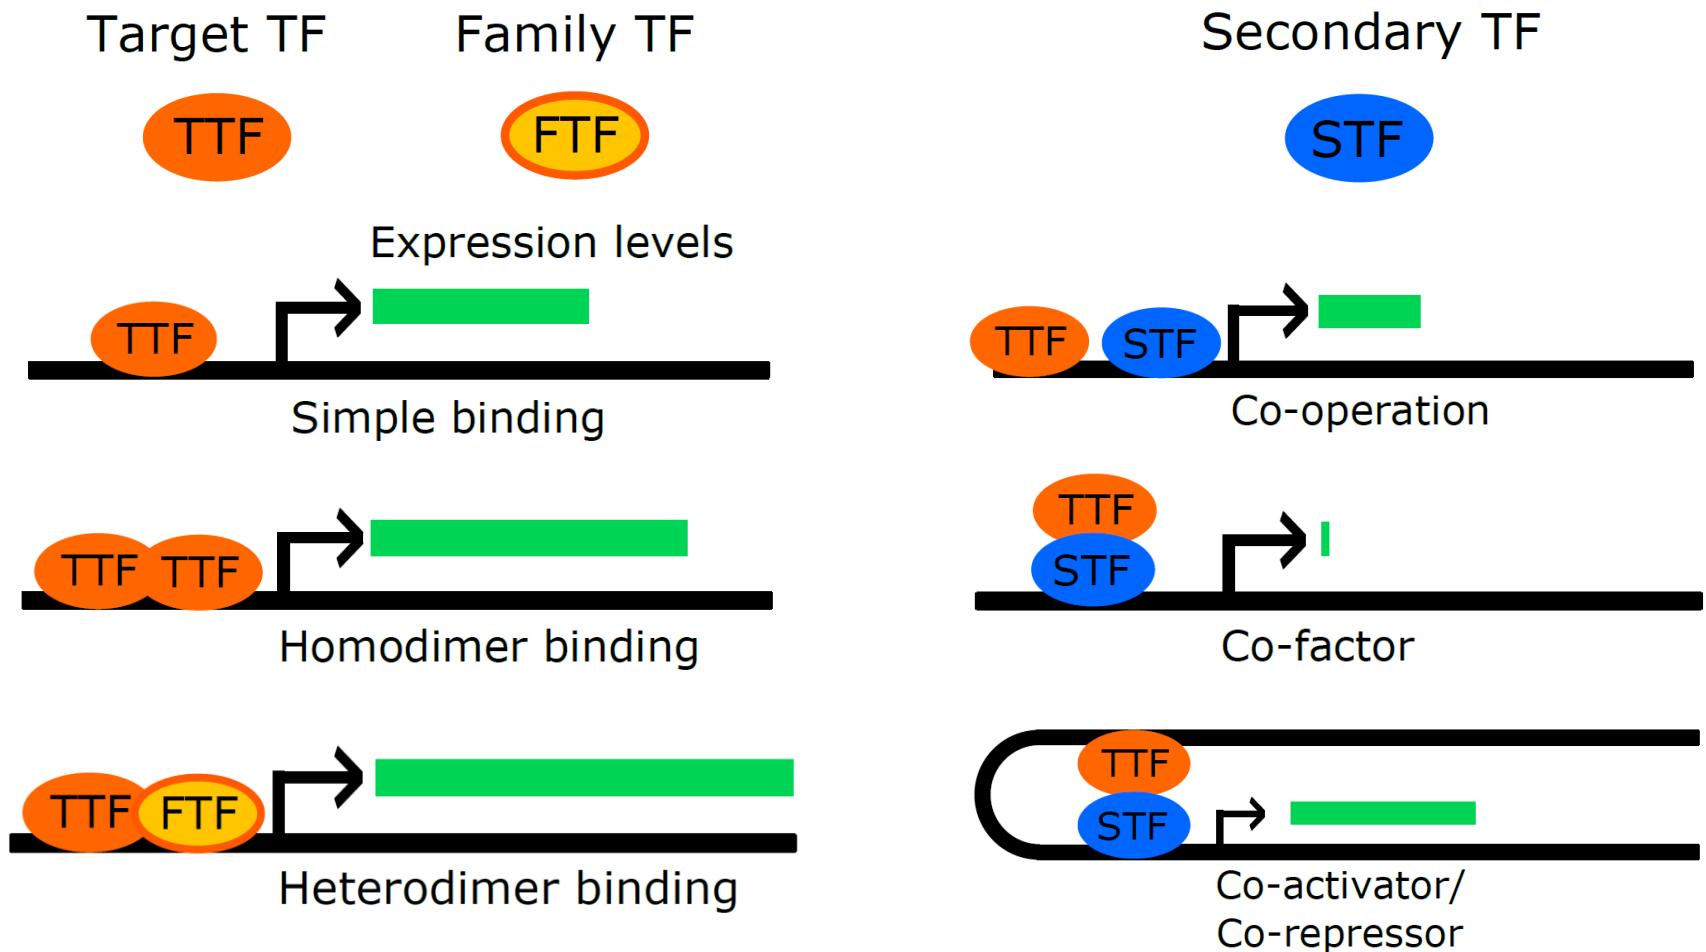 Target TF
Family TF
Secondary TF
TTF
FTF
STF
Expression levels
TTF
Simple binding
TTF
STF
Co-operation
TTF
TTF
Homodimer binding
TTF
STF
Co-factor
TTF
FTF
Heterodimer binding
TTF
STF
Co-activator/
Co-repressor